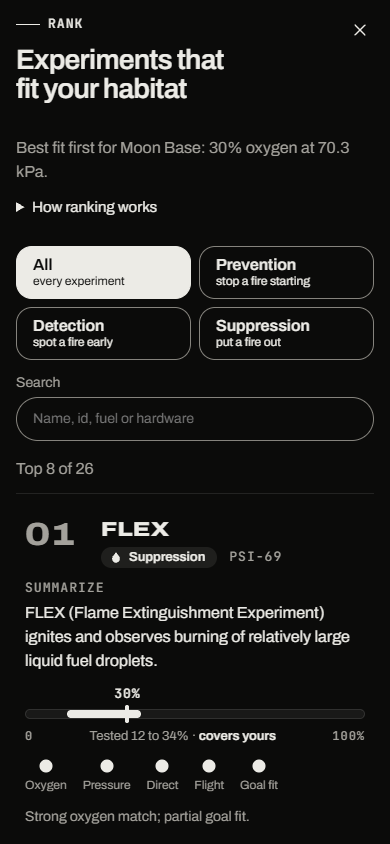 RANK
Experiments that
fit your habitat
Best fit first for Moon Base: 30% oxygen at 70.3
kPa.
How ranking works
All
every experiment
Prevention
stop a fire starting
Detection
spot a fire early
Suppression
put a fire out
Search
Name, id, fuel or hardware
Top 8 of 26
01
FLEX
Suppression
PSI-69
SUMMARIZE
FLEX (Flame Extinguishment Experiment)
ignites and observes burning of relatively large
liquid fuel droplets.
30%
0
Tested 12 to 34% · covers yours
100%
Oxygen
Pressure
Direct
Flight
Goal fit
Strong oxygen match; partial goal fit.